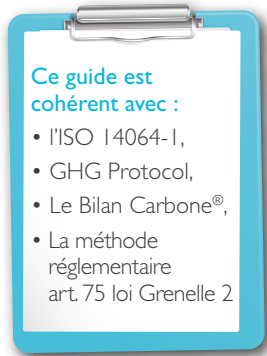 Ce guide est
cohérent avec :
• l'ISO 14064-1,
• GHG Protocol,
• Le Bilan Carbone®,
• La méthode
réglementaire
art. 75 loi Grenelle 2